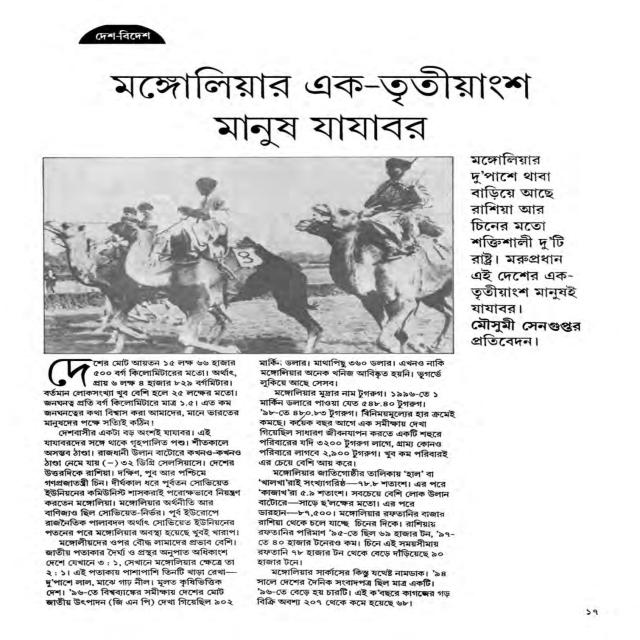 দেশ-বিদেশ
মঙ্গোলিয়ার এক-তৃতীয়াংশ
মানুষ যাযাবর
মঙ্গোলিয়ার
দু'পাশে থাবা
বাড়িয়ে আছে
রাশিয়া আর
চিনের মতো
শক্তিশালী দু'টি
রাষ্ট্র। মরুপ্রধান
এই দেশের এক-
তৃতীয়াংশ মানুষই
যাযাবর।
মৌসুমী সেনগুপ্তর
প্রতিবেদন।
দেশের মোট আয়তন ১৫ লক্ষ ৬৬ হাজার
৫০০ বর্গ কিলোমিটারের মতো। অর্থাৎ,
প্রায় ৬ লক্ষ ৪ হাজার ৮২৯ বর্গমিটার।
বর্তমান লোকসংখ্যা খুব বেশি হলে ২৫ লক্ষের মতো।
জনঘনত্ব প্রতি বর্গ কিলোমিটারে মাত্র ১.৫। এত কম
জনঘনত্বের কথা বিশ্বাস করা আমাদের, মানে ভারতের
মানুষদের পক্ষে সত্যিই কঠিন।
দেশবাসীর একটা বড় অংশই যাযাবর। এই
যাযাবরদের সঙ্গে থাকে গৃহপালিত পশু। শীতকালে
অসম্ভব ঠাণ্ডা। রাজধানী উলান বাটোরে কখনও-কখনও
ঠাণ্ডা নেমে যায় (−) ৩২ ডিগ্রি সেলসিয়াসে। দেশের
উত্তরদিকে রাশিয়া। দক্ষিণ, পূব আর পশ্চিমে
গণপ্রজাতন্ত্রী চিন। দীর্ঘকাল ধরে পূর্বতন সোভিয়েত
ইউনিয়নের কমিউনিস্ট শাসকরাই পরোক্ষভাবে নিয়ন্ত্রণ
করতেন মঙ্গোলিয়া। মঙ্গোলিয়ার অর্থনীতি আর
বাণিজ্যও ছিল সোভিয়েত-নির্ভর। পূর্ব ইউরোপে
রাজনৈতিক পালাবদল অর্থাৎ সোভিয়েত ইউনিয়নের
পতনের পরে মঙ্গোলিয়ার অবস্থা হয়েছে খুবই খারাপ।
মঙ্গোলীয়দের ওপর বৌদ্ধ লামাদের প্রভাব বেশি।
জাতীয় পতাকার দৈর্ঘ্য ও প্রস্থর অনুপাত অধিকাংশ
দেশে যেখানে ৩ : ১, সেখানে মঙ্গোলিয়ার ক্ষেত্রে তা
২ : ১। এই পতাকায় পাশাপাশি তিনটি খাড়া রেখা—
দু'পাশে লাল, মাঝে গাঢ় নীল। মূলত কৃষিভিত্তিক
দেশ। '৯৬-তে বিশ্বব্যাঙ্কের সমীক্ষায় দেশের মোট
জাতীয় উৎপাদন (জি এন পি) দেখা গিয়েছিল ৯০২
মার্কিন ডলার। মাথাপিছু ৩৬০ ডলার। এখনও নাকি
মঙ্গোলিয়ার অনেক খনিজ আবিষ্কৃত হয়নি। ভূগর্ভে
লুকিয়ে আছে সেসব।
মঙ্গোলিয়ার মুদ্রার নাম টুগরুগ। ১৯৯৬-তে ১
মার্কিন ডলারে পাওয়া যেত ৫৪৮.৪০ টুগরুগ।
'৯৮-তে ৪৮০.৮৩ টুগরুগ। বিনিময়মূল্যের হার ক্রমেই
কমছে। কয়েক বছর আগে এক সমীক্ষায় দেখা
গিয়েছিল সাধারণ জীবনযাপন করতে একটি শহুরে
পরিবারের যদি ৩২০০ টুগরুগ লাগে, গ্রাম্য কোনও
পরিবারে লাগবে ২,৯০০ টুগরুগ। খুব কম পরিবারই
এর চেয়ে বেশি আয় করে।
মঙ্গোলিয়ার জাতিগোষ্ঠীর তালিকায় 'হাল' বা
'খালখা'রাই সংখ্যাগরিষ্ঠ—৭৮.৮ শতাংশ। এর পরে
'কাজাখ'রা ৫.৯ শতাংশ। সবচেয়ে বেশি লোক উলান
বাটোরে—সাড়ে ছ'লক্ষের মতো। এর পরে
ডারহান—৮৭,৫০০। মঙ্গোলিয়ার রফতানির বাজার
রাশিয়া থেকে চলে যাচ্ছে চিনের দিকে। রাশিয়ায়
রফতানির পরিমাণ '৯৫-তে ছিল ৬৯ হাজার টন, '৯৭-
তে ৪০ হাজার টনেরও কম। চিনে এই সময়সীমায়
রফতানি ৭৮ হাজার টন থেকে বেড়ে দাঁড়িয়েছে ৯০
হাজার টনে।
মঙ্গোলিয়ার সার্কাসের কিন্তু যথেষ্ট নামডাক। '৯৪
সালে দেশের দৈনিক সংবাদপত্র ছিল মাত্র একটি।
'৯৬-তে বেড়ে হয় চারটি। এই ক'বছরে কাগজের গড়
বিক্রি অবশ্য ২০৭ থেকে কমে হয়েছে ৬৮।
১৭